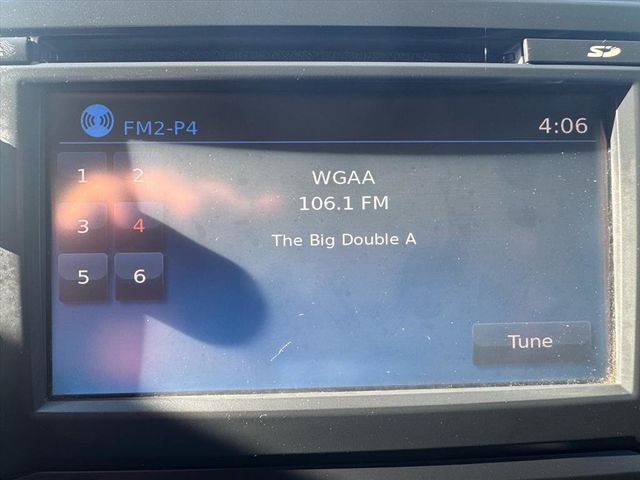 SD
FM2-P4 4:06
1 2
3 4
5 6
WGAA
106.1 FM
The Big Double A
Tune